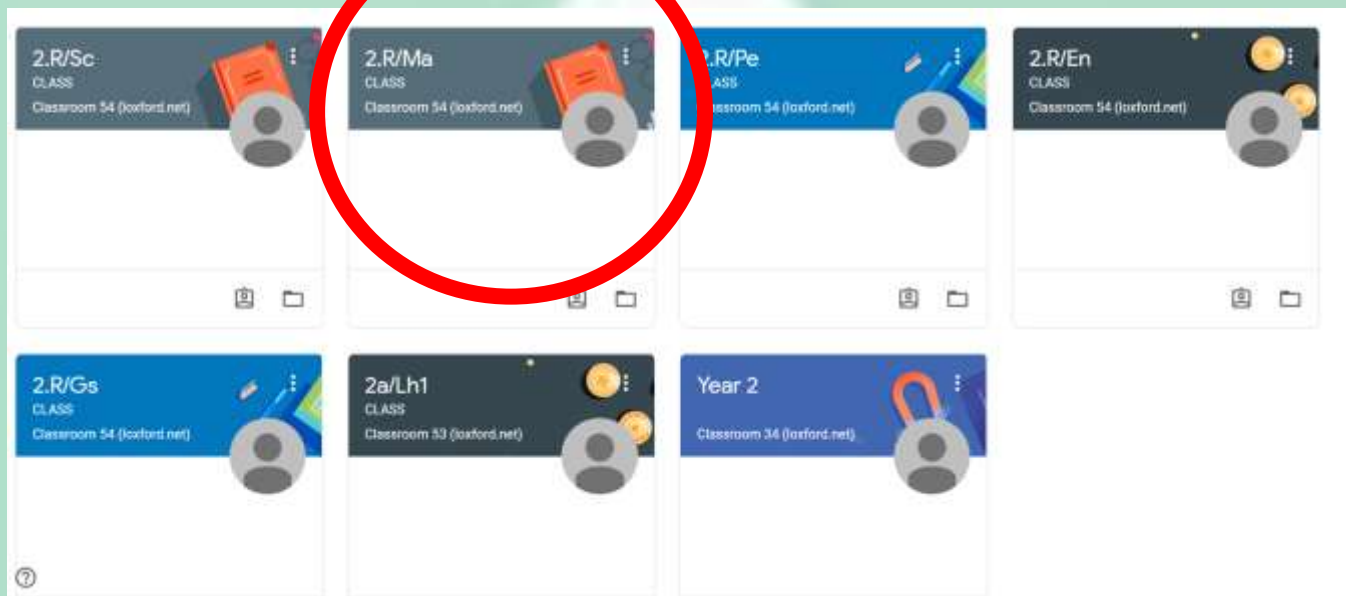 2.R/Sc
CLASS
Classroom 54 (loxford.net)
2.R/Ma
CLASS
Classroom 54 (loxford.net)
.R/Pe
ASS
ssroom 54 (loxford.net)
2.R/En
CLASS
Classroom 54 (loxford.net)
2.R/Gs
CLASS
Classroom 54 (loxford.net)
2a/Lh1
CLASS
Classroom 53 (loxford.net)
Year 2
Classroom 34 (loxford.net)